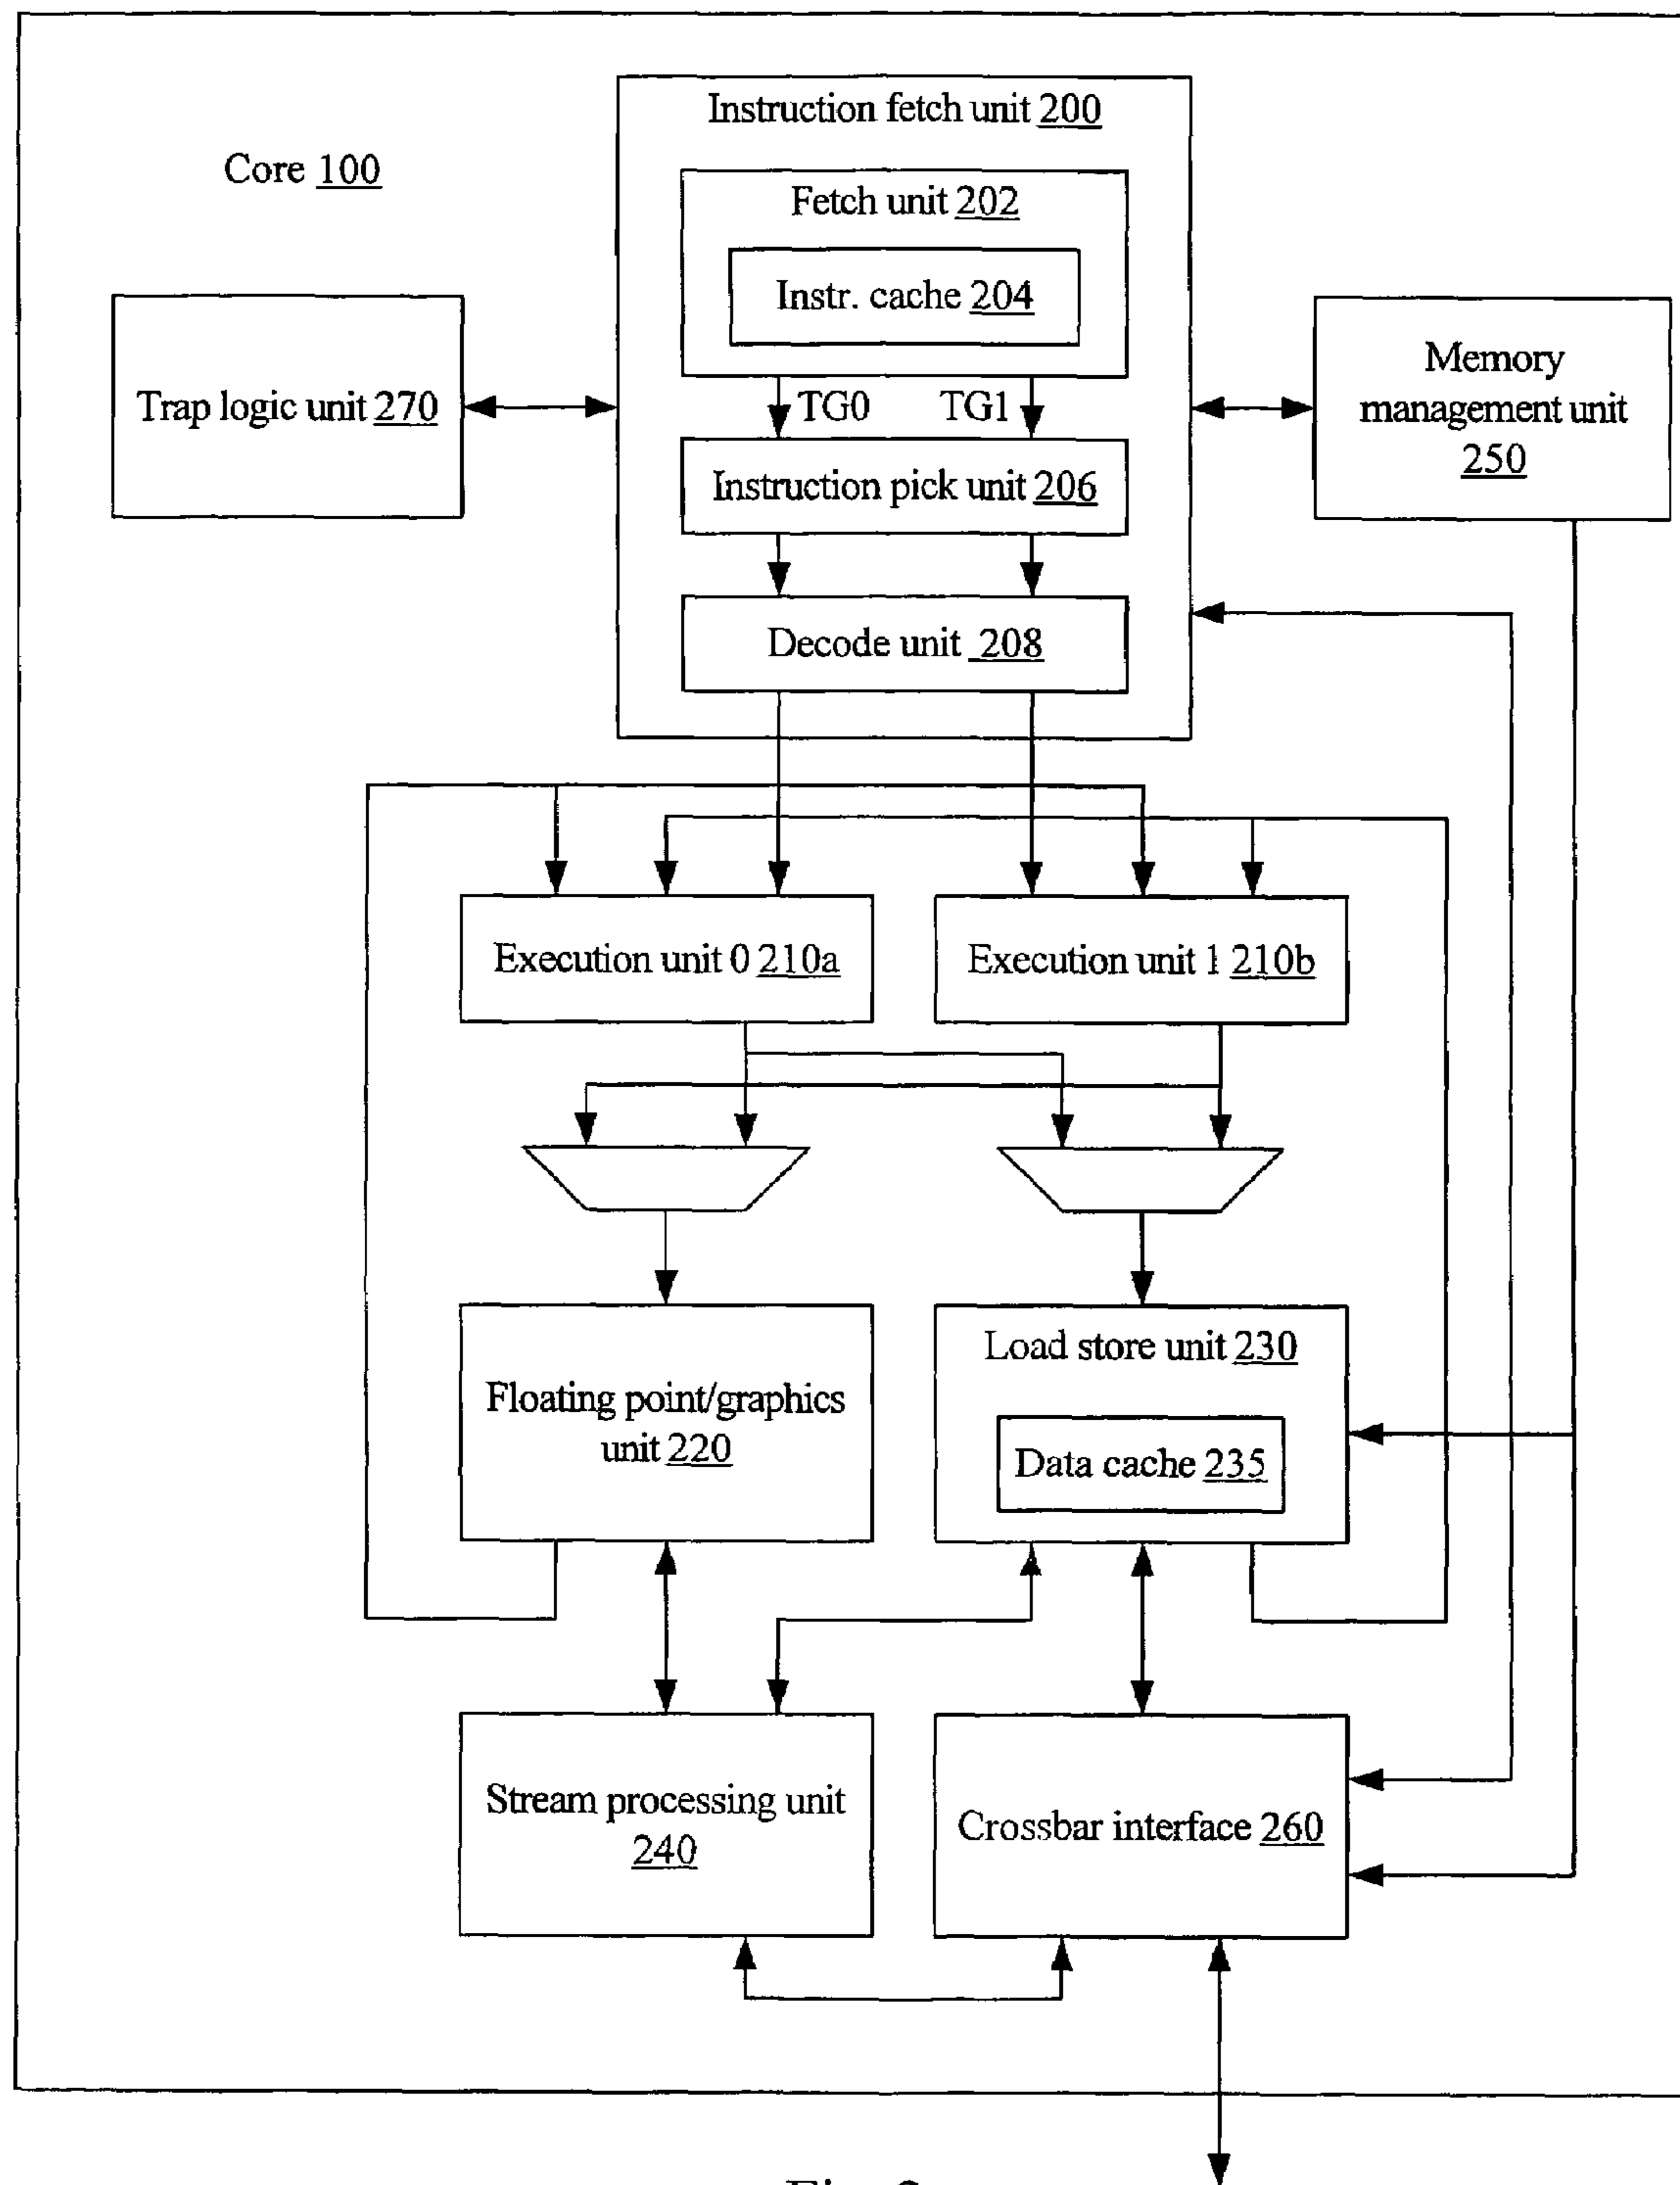 Core 100
Instruction fetch unit 200
Fetch unit 202
Instr. cache 204
TG0 TG1
Instruction pick unit 206
Decode unit 208
Trap logic unit 270
Memory
management unit
250
Execution unit 0 210a
Execution unit 1 210b
Floating point/graphics
unit 220
Load store unit 230
Data cache 235
Stream processing unit
240
Crossbar interface 260